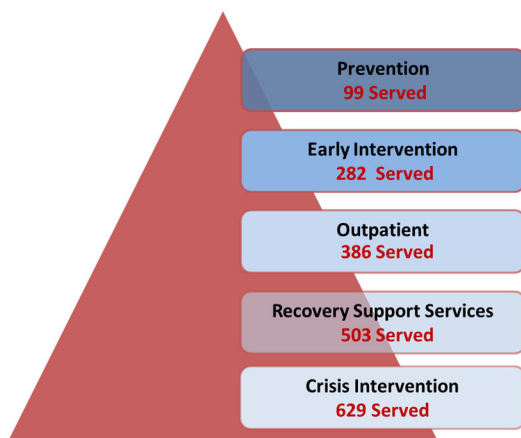 Prevention
99 Served
Early Intervention
282 Served
Outpatient
386 Served
Recovery Support Services
503 Served
Crisis Intervention
629 Served